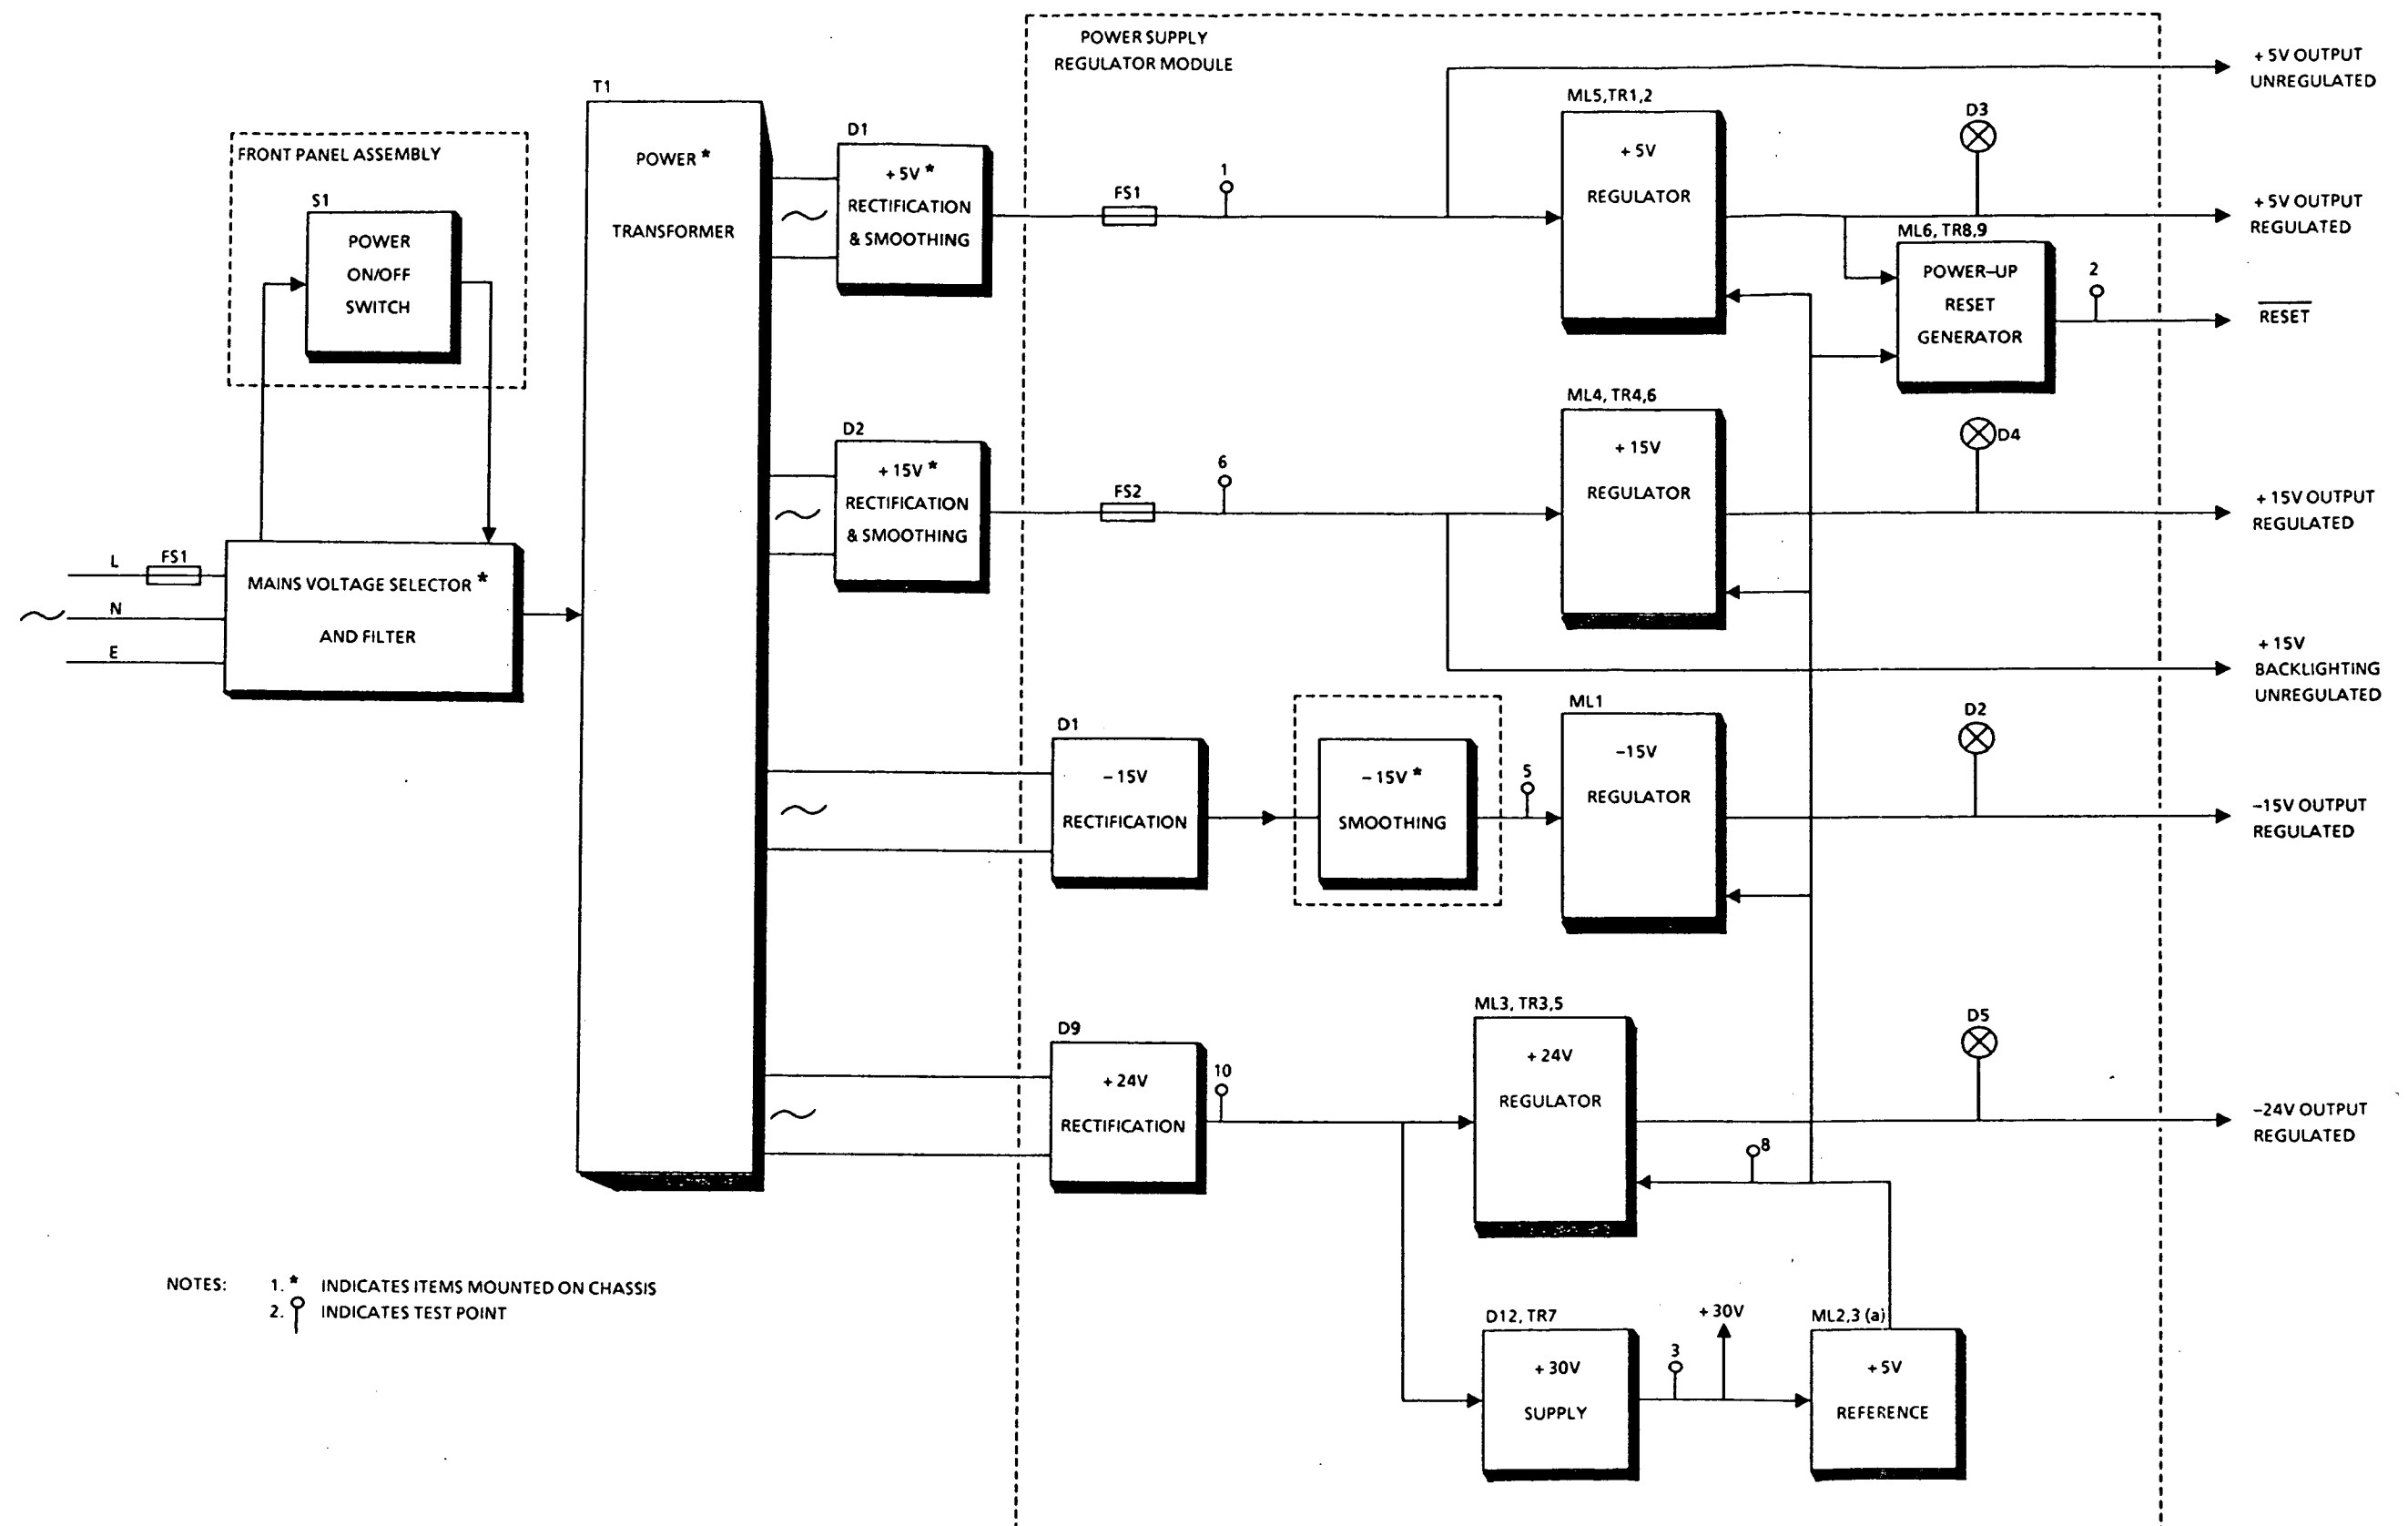 POWER SUPPLY
REGULATOR MODULE
+5V OUTPUT
UNREGULATED
T1
ML5,TR1,2
D3
FRONT PANEL ASSEMBLY
D1
POWER *
+5V *
RECTIFICATION
& SMOOTHING
1
FS1
+5V
REGULATOR
S1
POWER
ON/OFF
SWITCH
TRANSFORMER
+5V OUTPUT
REGULATED
ML6, TR8,9
POWER–UP
RESET
GENERATOR
2
RESET
D2
+15V *
RECTIFICATION
& SMOOTHING
6
FS2
ML4, TR4,6
+15V
REGULATOR
D4
+15V OUTPUT
REGULATED
L
FS1
N
E
MAINS VOLTAGE SELECTOR *
AND FILTER
+15V
BACKLIGHTING
UNREGULATED
D1
–15V
RECTIFICATION
–15V *
SMOOTHING
5
ML1
–15V
REGULATOR
D2
–15V OUTPUT
REGULATED
D9
+24V
RECTIFICATION
10
ML3, TR3,5
+24V
REGULATOR
D5
–24V OUTPUT
REGULATED
8
NOTES:
1. * INDICATES ITEMS MOUNTED ON CHASSIS
2. INDICATES TEST POINT
D12, TR7
+30V
SUPPLY
3
+30V
ML2,3 (a)
+5V
REFERENCE